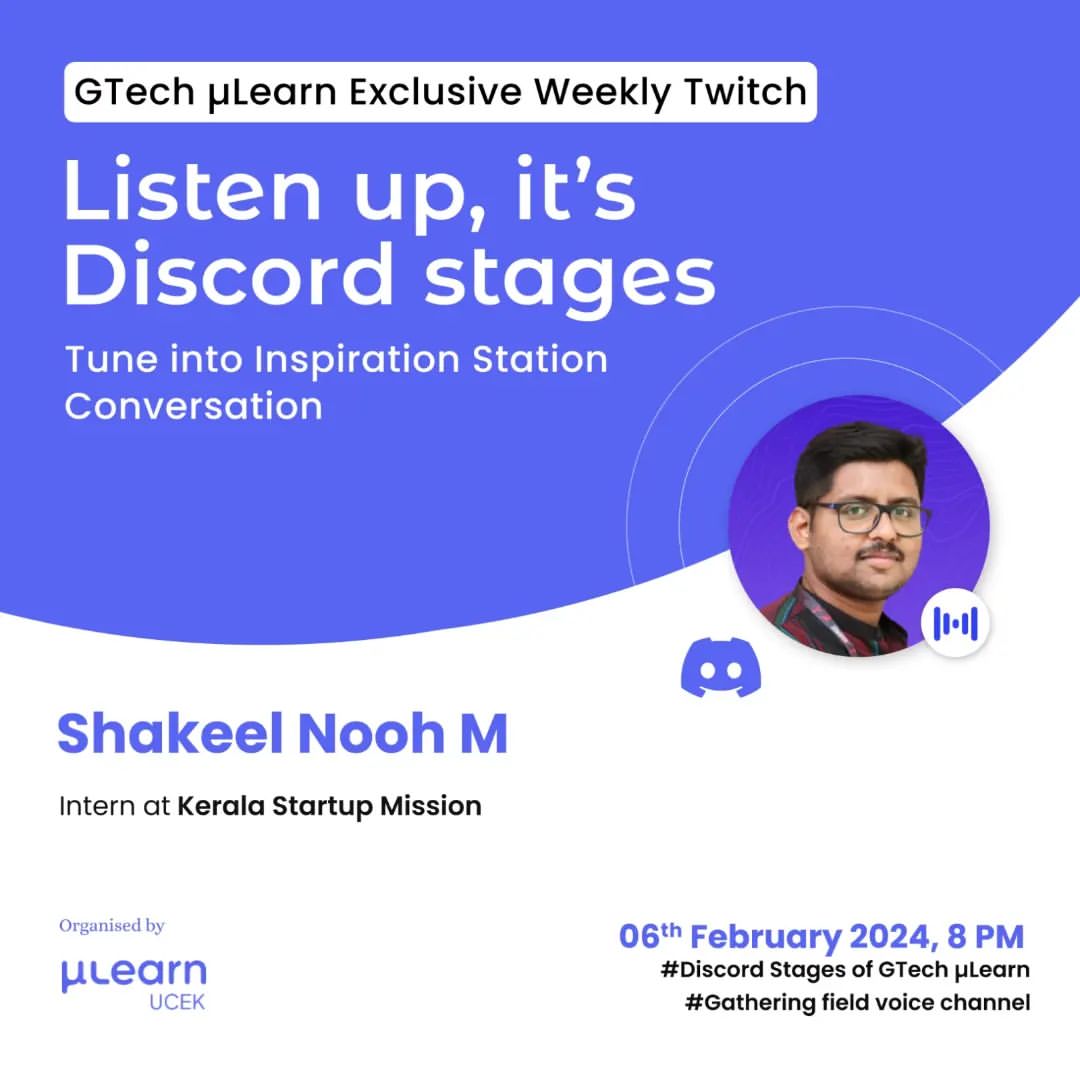 GTech µLearn Exclusive Weekly Twitch
Listen up, it’s
Discord stages
Tune into Inspiration Station
Conversation
Shakeel Nooh M
Intern at Kerala Startup Mission
Organised by
µLearn
UCEK
06th February 2024, 8 PM
#Discord Stages of GTech µLearn
#Gathering field voice channel